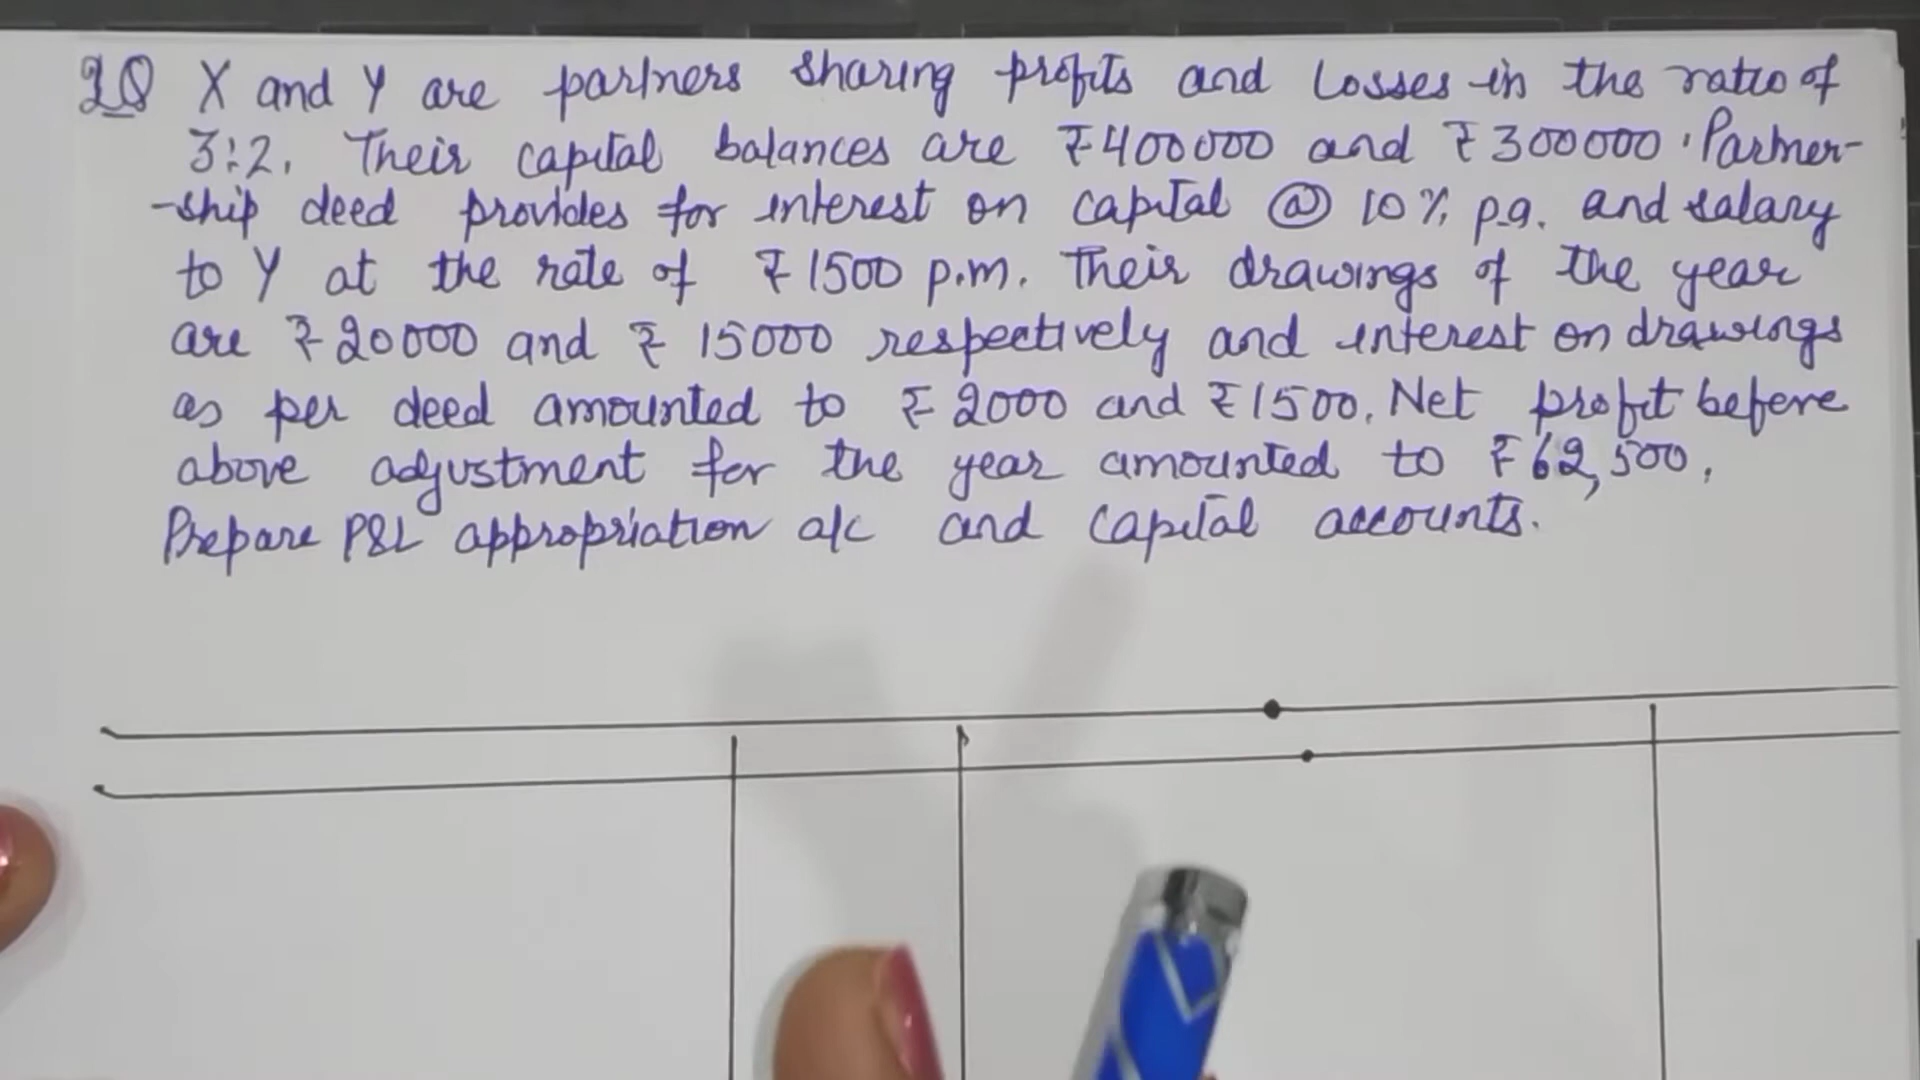 2Q X and Y are partners sharing profits and Losses in the ratio of
3:2. Their capital balances are ₹400000 and ₹300000. Partner-
-ship deed provides for interest on capital @ 10% p.a. and salary
to Y at the rate of ₹1500 p.m. Their drawings of the year
are ₹20000 and ₹ 15000 respectively and interest on drawings
as per deed amounted to ₹2000 and ₹1500. Net profit before
above adjustment for the year amounted to ₹62,500.
Prepare P&L appropriation a/c and capital accounts.